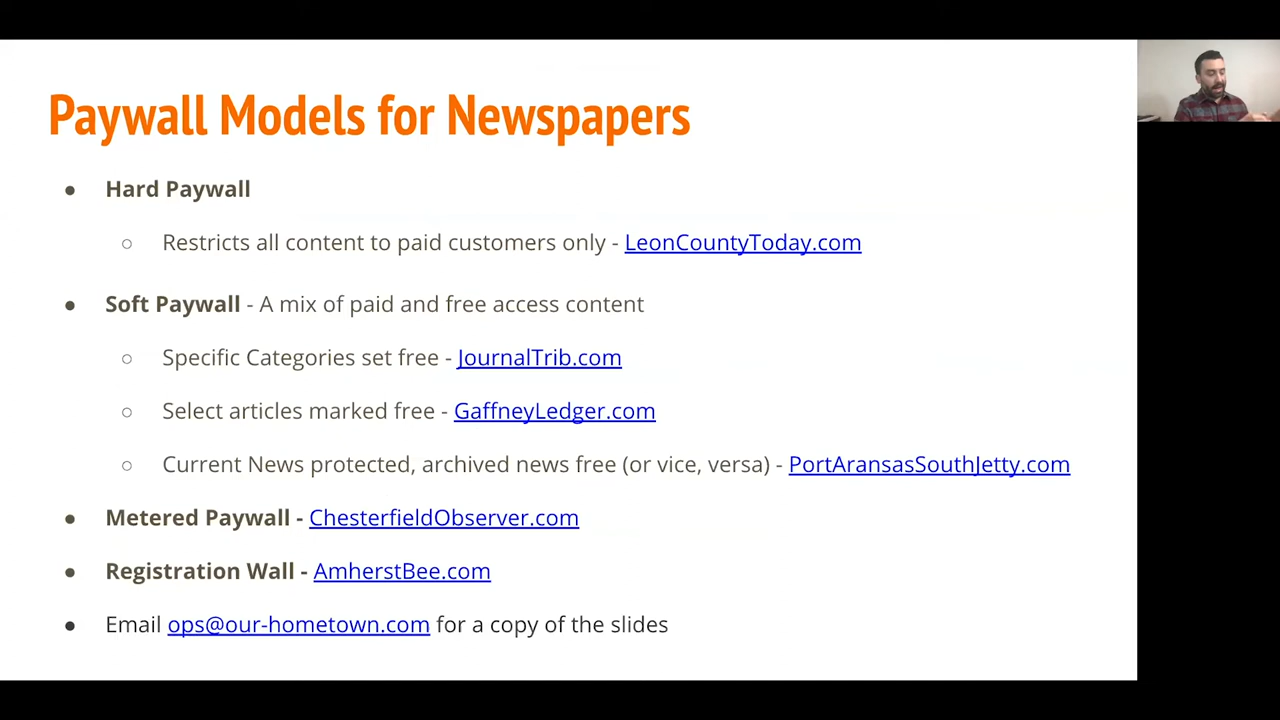 Paywall Models for Newspapers
● Hard Paywall
○ Restricts all content to paid customers only - LeonCountyToday.com
● Soft Paywall - A mix of paid and free access content
○ Specific Categories set free - JournalTrib.com
○ Select articles marked free - GaffneyLedger.com
○ Current News protected, archived news free (or vice, versa) - PortAransasSouthJetty.com
● Metered Paywall - ChesterfieldObserver.com
● Registration Wall - AmherstBee.com
● Email ops@our-hometown.com for a copy of the slides